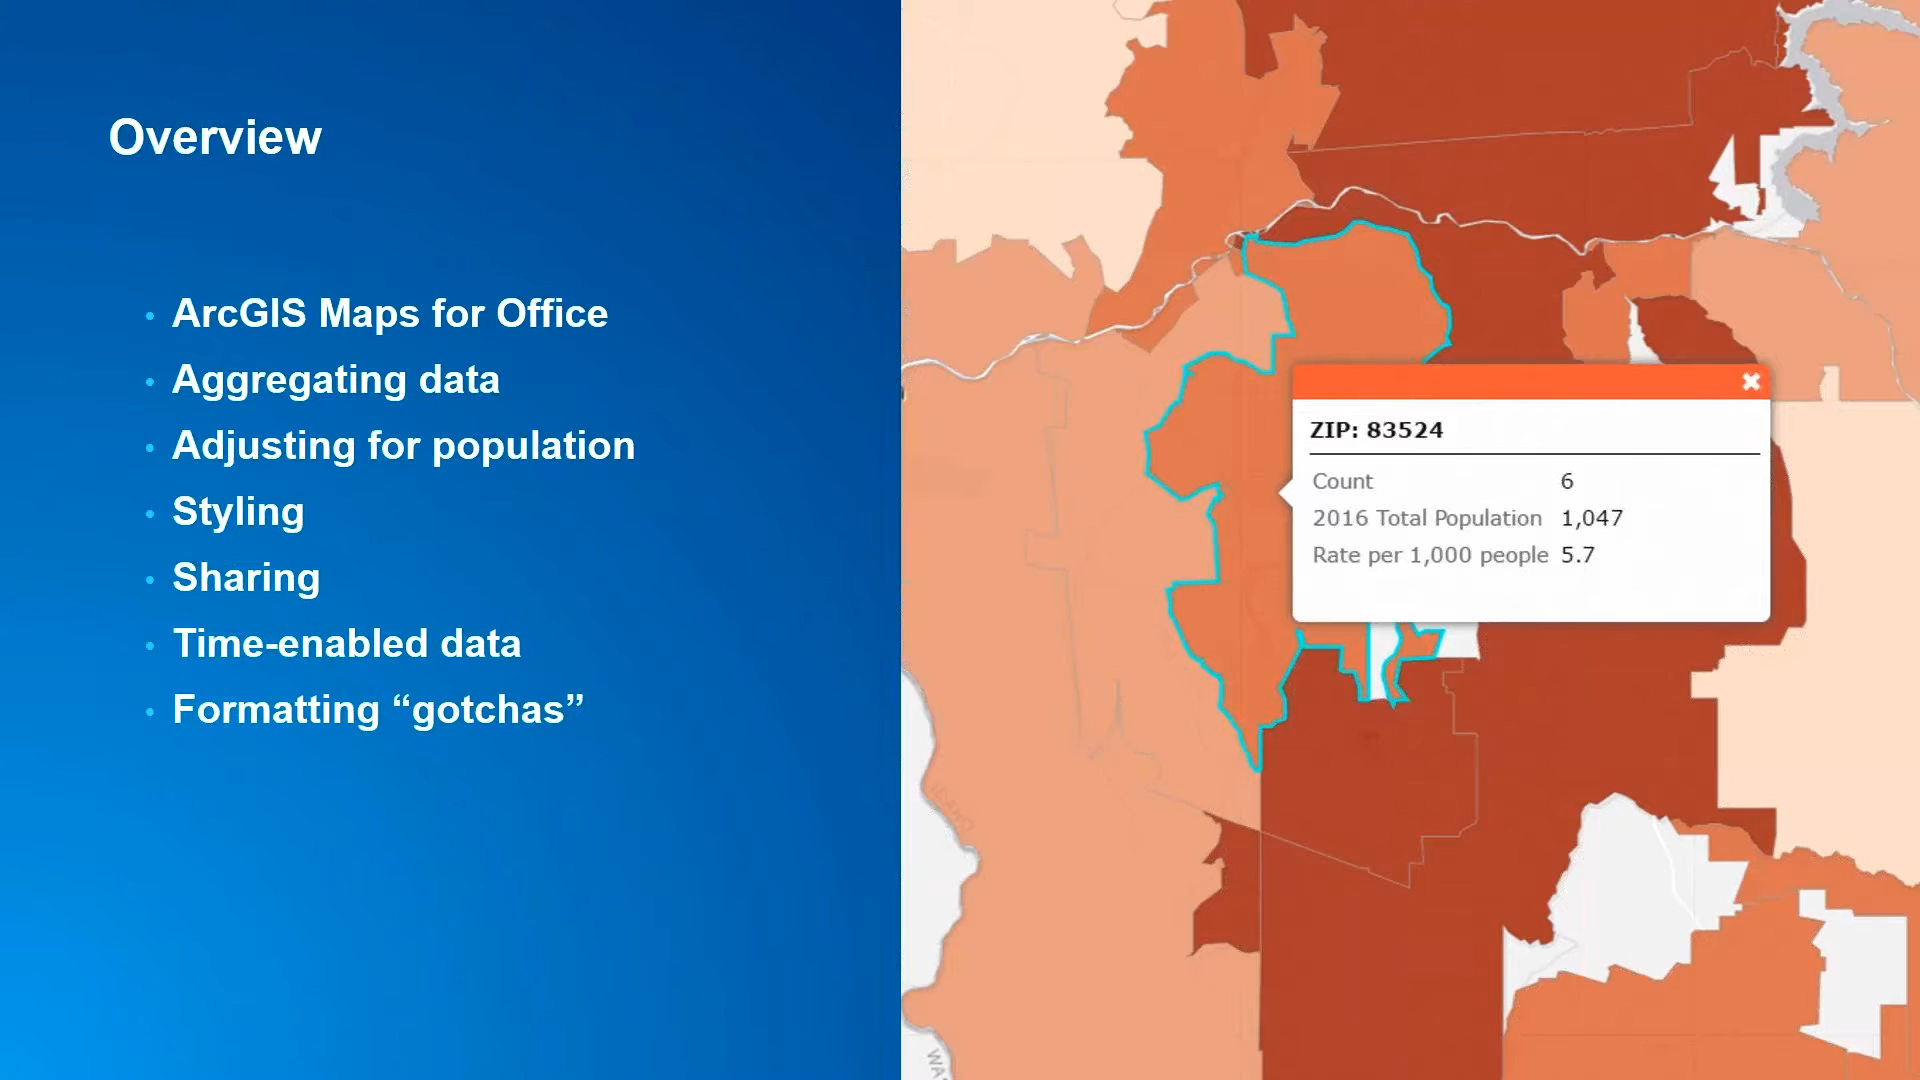 Overview
• ArcGIS Maps for Office
• Aggregating data
• Adjusting for population
• Styling
• Sharing
• Time-enabled data
• Formatting “gotchas”
ZIP: 83524
Count 6
2016 Total Population 1,047
Rate per 1,000 people 5.7
IDAHO